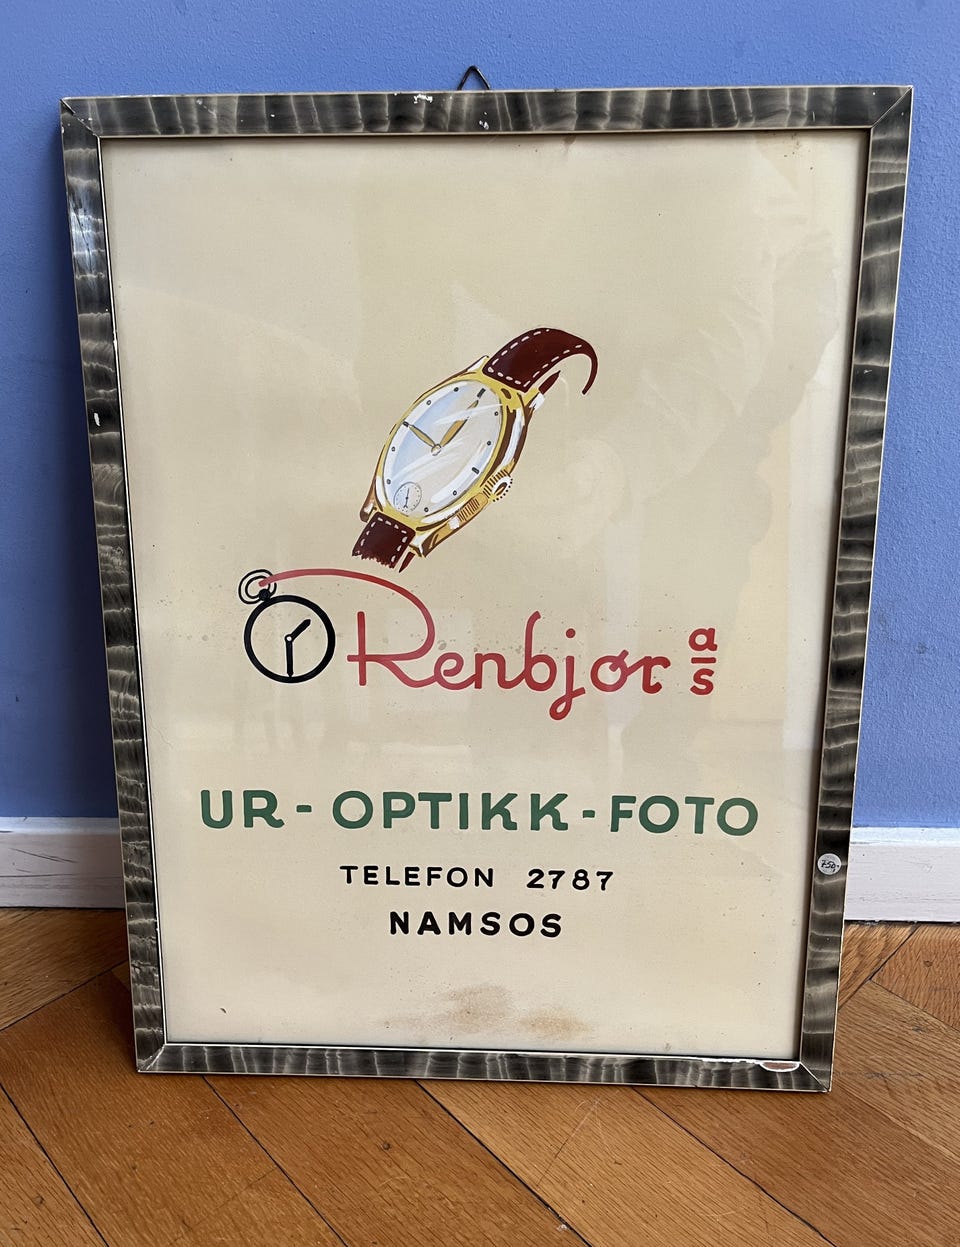 Renbjør a/s
UR - OPTIKK - FOTO
TELEFON 2787
NAMSOS